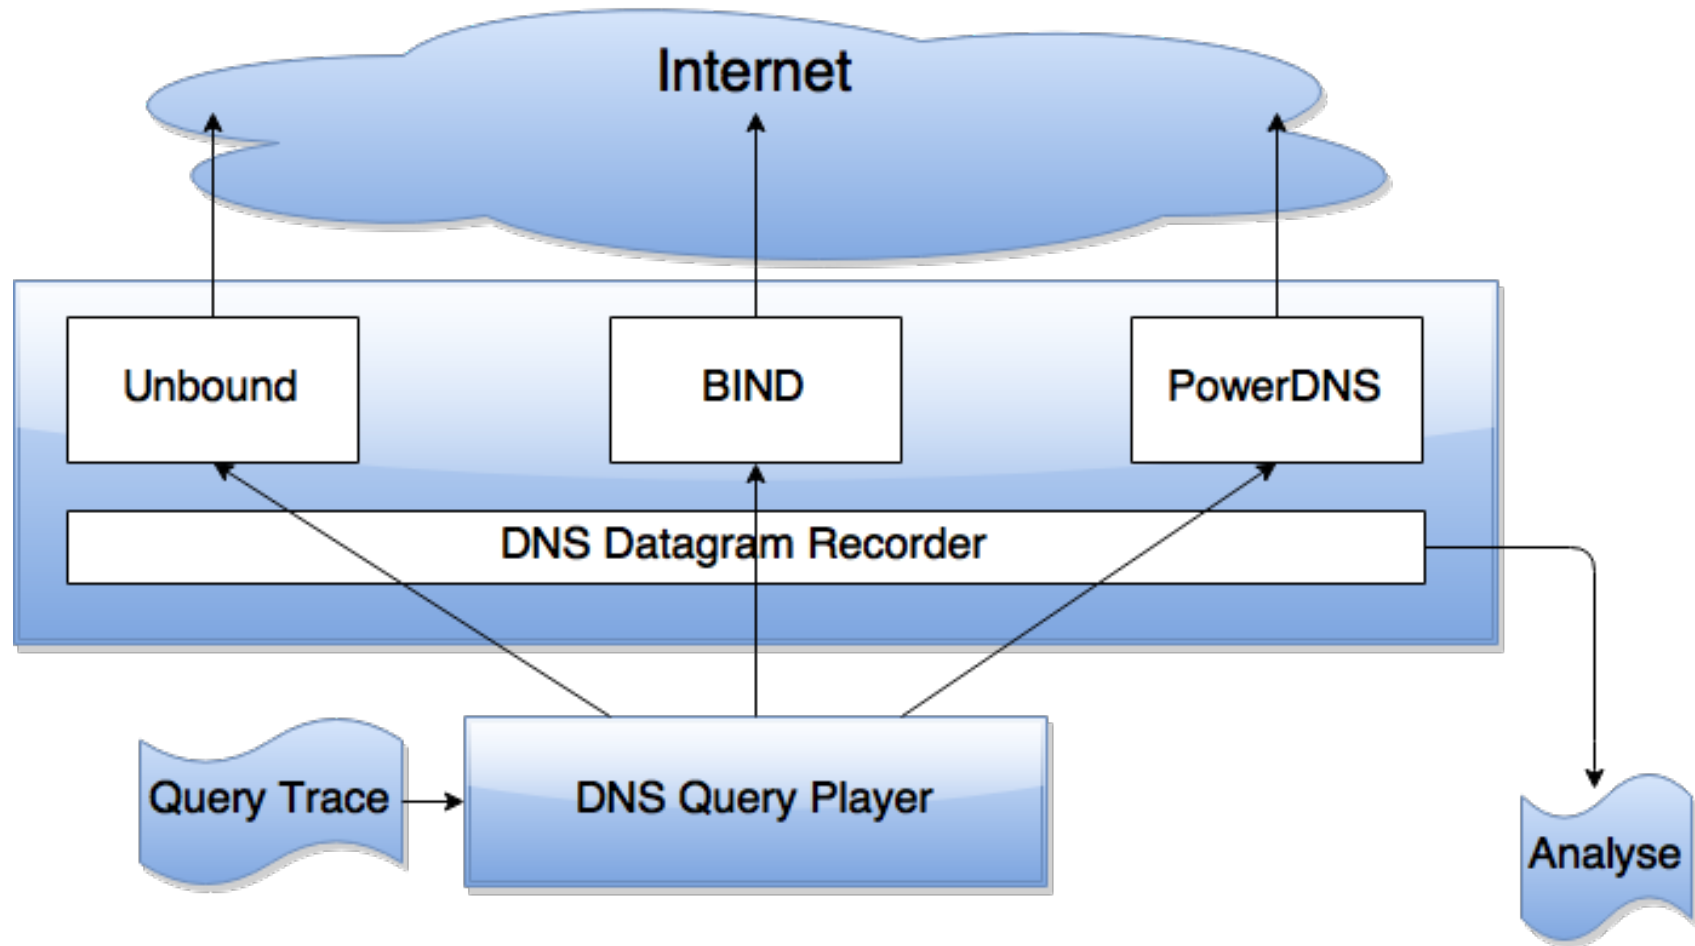 Internet
Unbound
BIND
PowerDNS
DNS Datagram Recorder
Query Trace
DNS Query Player
Analyse